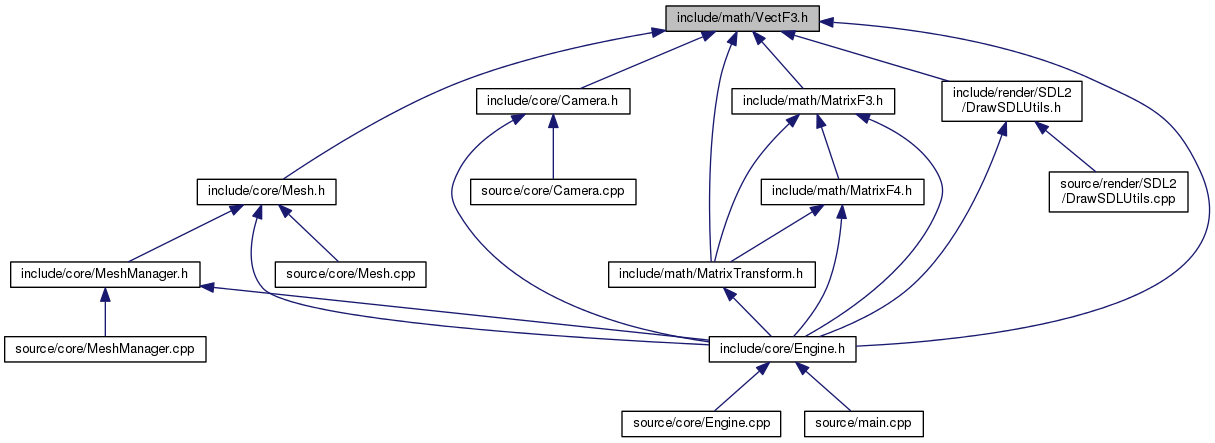 include/math/VectF3.h
include/core/Camera.h
include/math/MatrixF3.h
include/render/SDL2
/DrawSDLUtils.h
include/core/Mesh.h
source/core/Camera.cpp
include/math/MatrixF4.h
source/render/SDL2
/DrawSDLUtils.cpp
include/core/MeshManager.h
source/core/Mesh.cpp
include/math/MatrixTransform.h
source/core/MeshManager.cpp
include/core/Engine.h
source/core/Engine.cpp
source/main.cpp